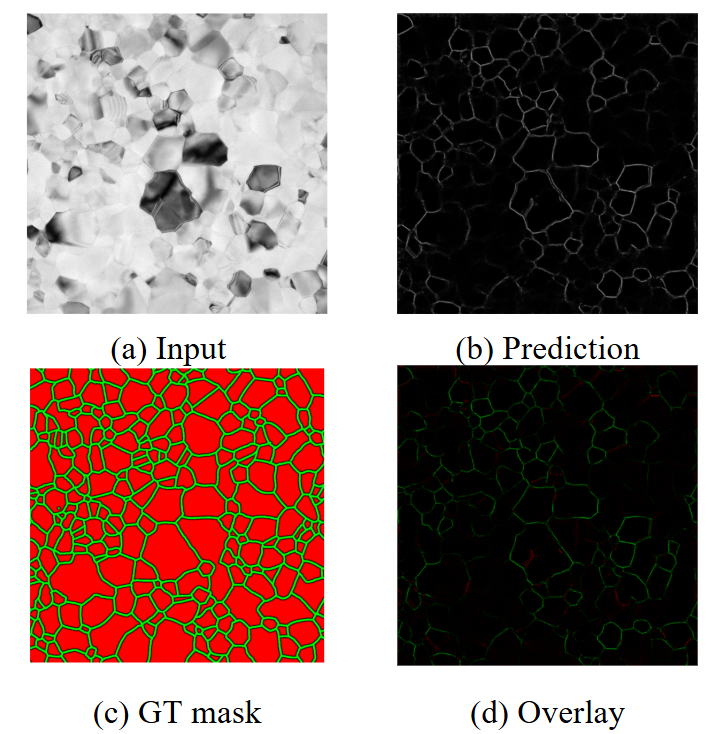 (a) Input
(b) Prediction
(c) GT mask
(d) Overlay